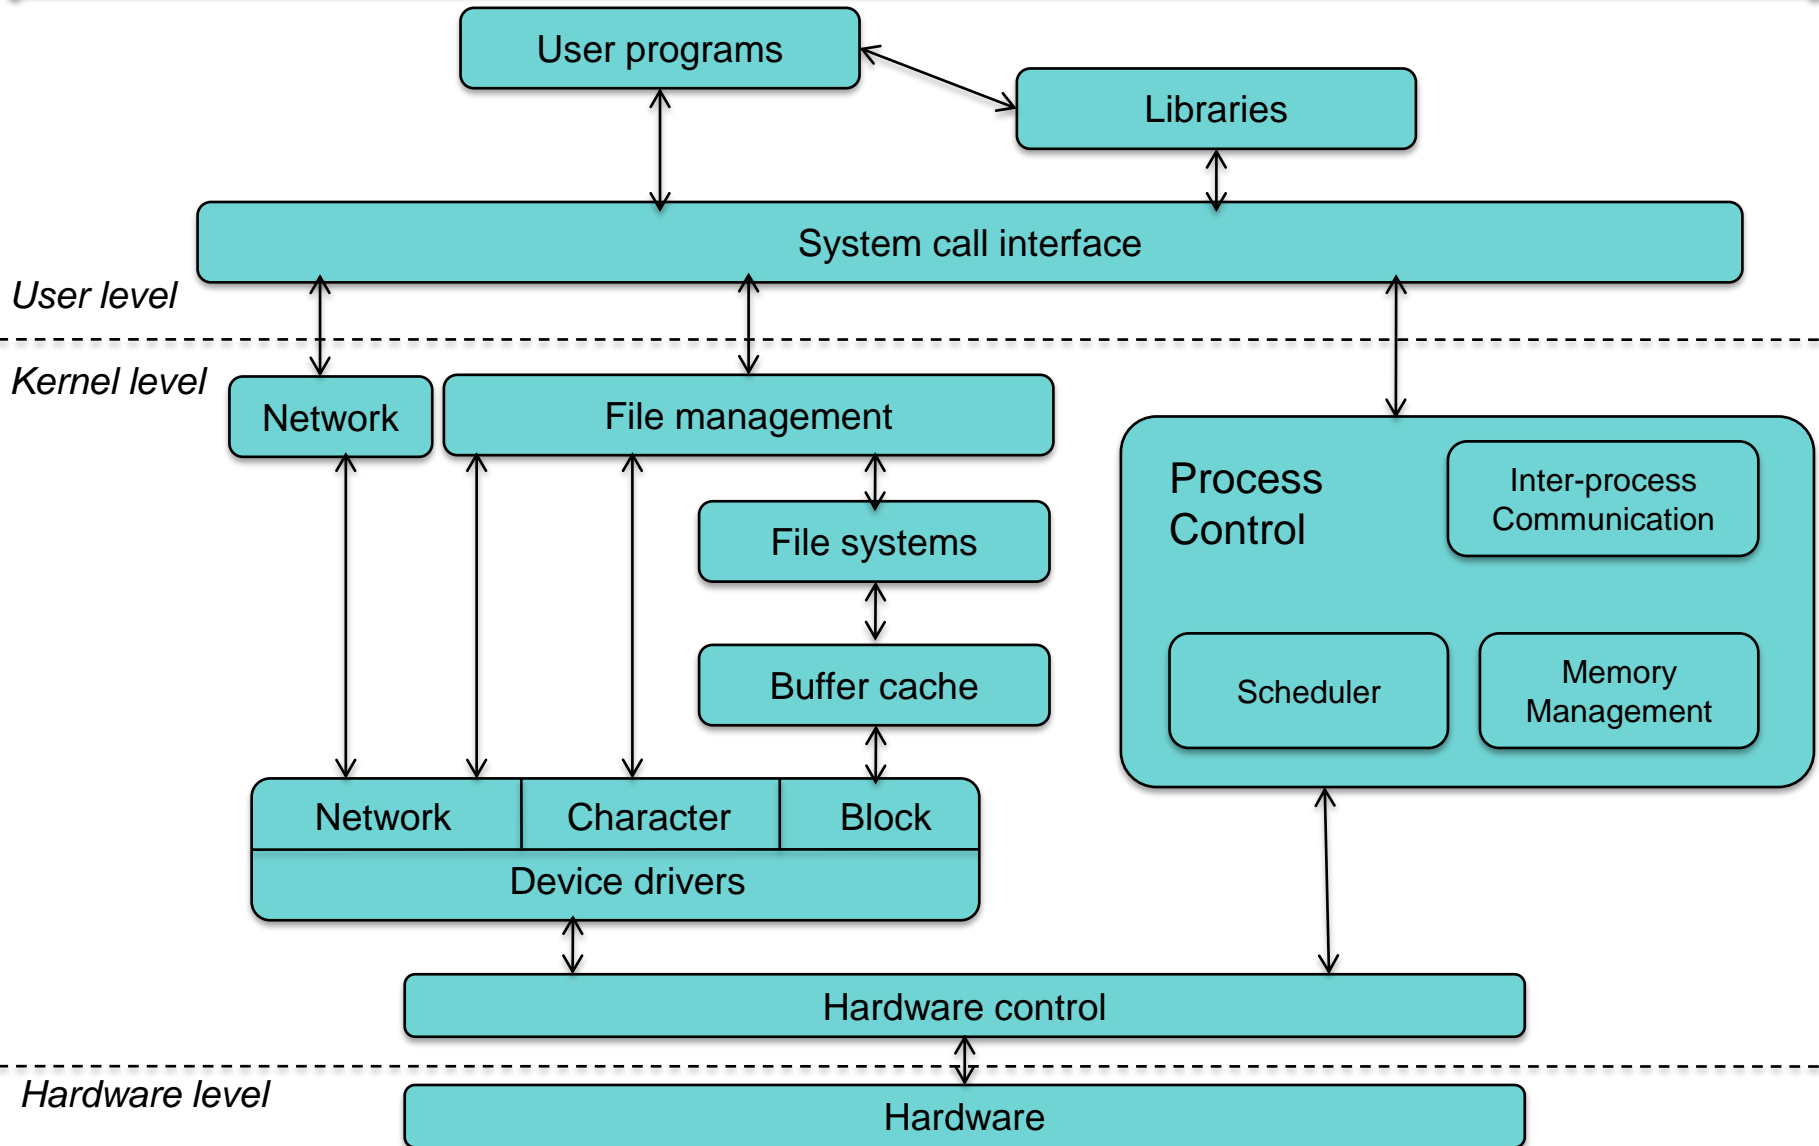 User programs
Libraries
System call interface
User level
Kernel level
Network
File management
Process
Control
Inter-process
Communication
File systems
Buffer cache
Scheduler
Memory
Management
Network
Character
Block
Device drivers
Hardware control
Hardware level
Hardware